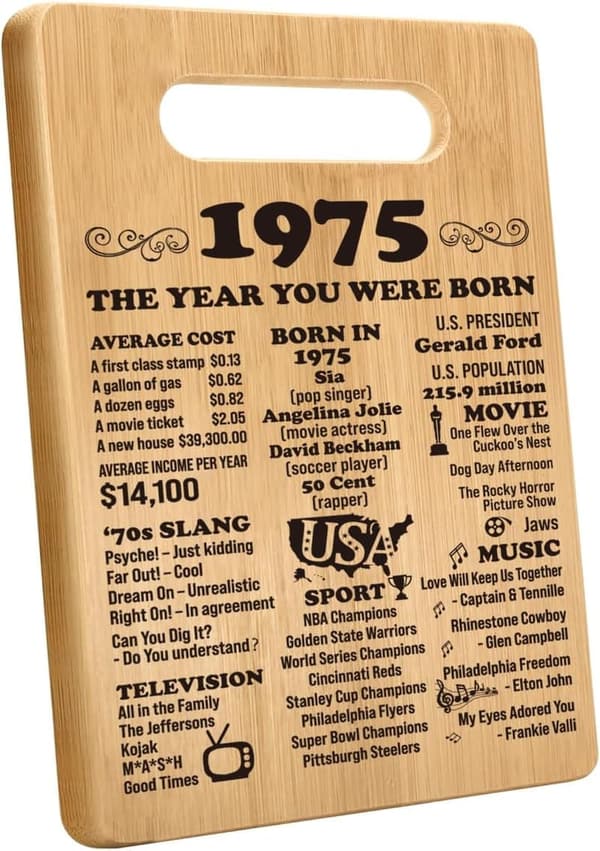 1975
THE YEAR YOU WERE BORN
AVERAGE COST
A first class stamp $0.13
A gallon of gas $0.62
A dozen eggs $0.82
A movie ticket $2.05
A new house $39,300.00
AVERAGE INCOME PER YEAR
$14,100
‘70s SLANG
Psyche! – Just kidding
Far Out! – Cool
Dream On – Unrealistic
Right On! – In agreement
Can You Dig It?
- Do You understand?
TELEVISION
All in the Family
The Jeffersons
Kojak
M*A*S*H
Good Times
BORN IN
1975
Sia
(pop singer)
Angelina Jolie
(movie actress)
David Beckham
(soccer player)
50 Cent
(rapper)
USA
SPORT
NBA Champions
Golden State Warriors
World Series Champions
Cincinnati Reds
Stanley Cup Champions
Philadelphia Flyers
Super Bowl Champions
Pittsburgh Steelers
U.S. PRESIDENT
Gerald Ford
U.S. POPULATION
215.9 million
MOVIE
One Flew Over the
Cuckoo's Nest
Dog Day Afternoon
The Rocky Horror
Picture Show
Jaws
MUSIC
Love Will Keep Us Together
- Captain & Tennille
Rhinestone Cowboy
- Glen Campbell
Philadelphia Freedom
- Elton John
My Eyes Adored You
- Frankie Valli